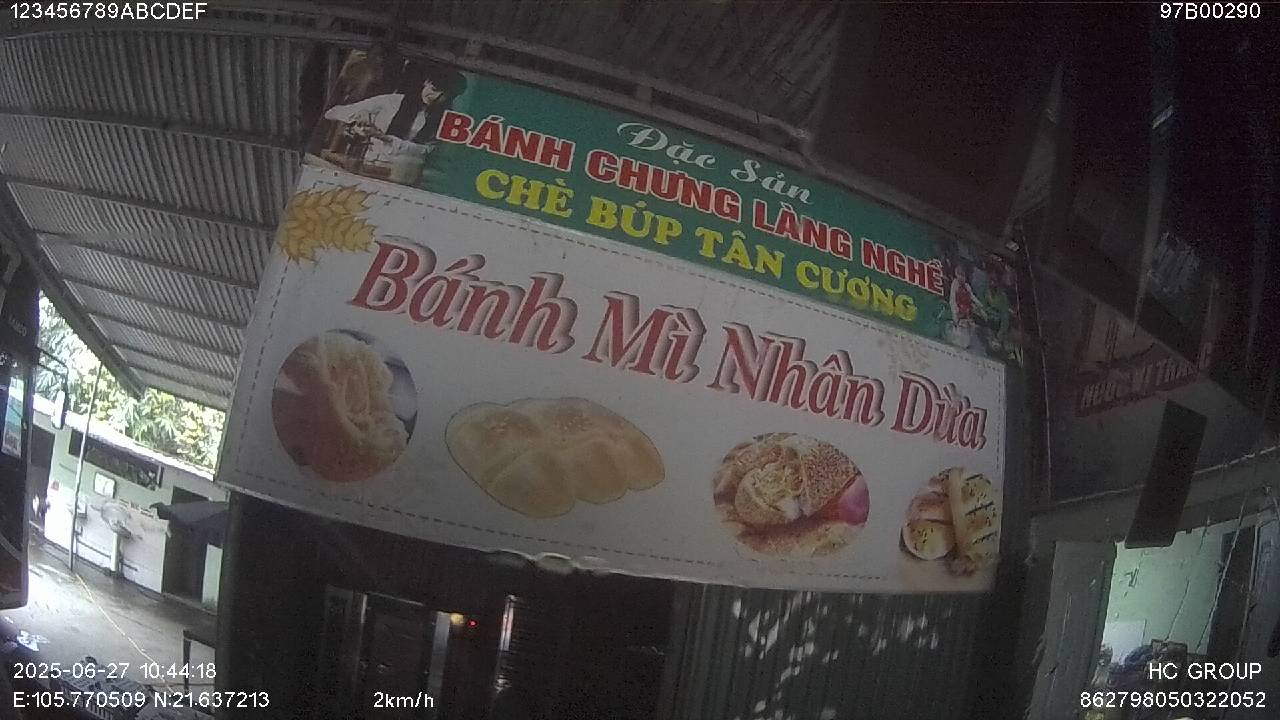 123456789ABCDEF
97B00290
Đặc Sản
BÁNH CHƯNG LÀNG NGHỀ
CHÈ BÚP TÂN CƯƠNG
Bánh Mì Nhân Dừa
2025-06-27 10:44:18
HC GROUP
E:105.770509 N:21.637213
2km/h
862798050322052